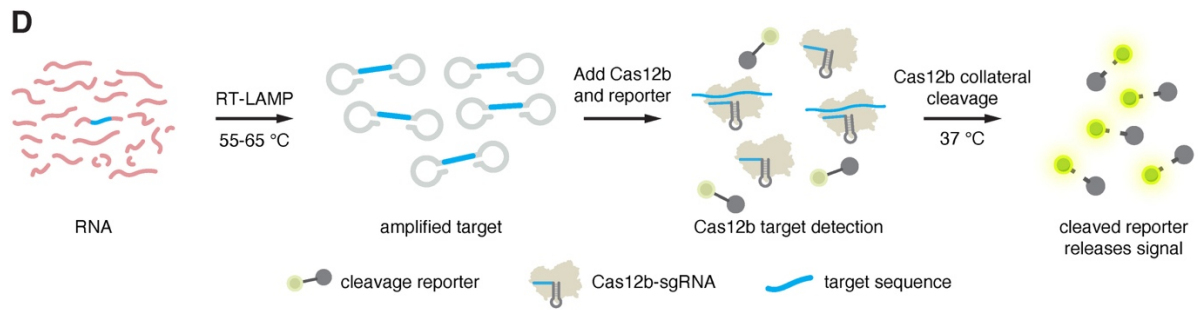 D
RT-LAMP
55-65 °C
Add Cas12b
and reporter
Cas12b collateral
cleavage
37 °C
RNA
amplified target
Cas12b target detection
cleaved reporter
releases signal
cleavage reporter
Cas12b-sgRNA
target sequence